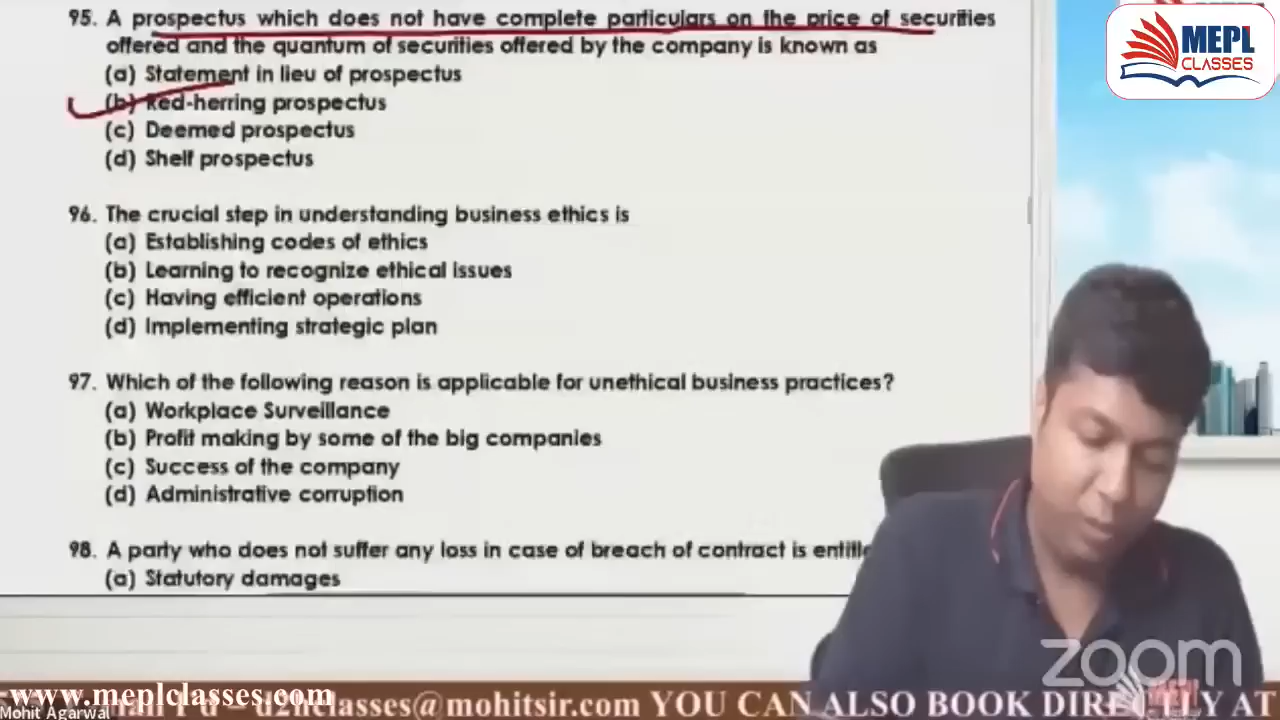 95. A prospectus which does not have complete particulars on the price of securities
offered and the quantum of securities offered by the company is known as
(a) Statement in lieu of prospectus
(b) Red-herring prospectus
(c) Deemed prospectus
(d) Shelf prospectus
96. The crucial step in understanding business ethics is
(a) Establishing codes of ethics
(b) Learning to recognize ethical issues
(c) Having efficient operations
(d) Implementing strategic plan
97. Which of the following reason is applicable for unethical business practices?
(a) Workplace Surveillance
(b) Profit making by some of the big companies
(c) Success of the company
(d) Administrative corruption
98. A party who does not suffer any loss in case of breach of contract is
(a) Statutory damages
MEPL
CLASSES
zoom
MEPL
www.meplclasses.com
d2hclasses@mohitsir.com YOU CAN ALSO BOOK DIRECTLY AT
Mohit Agarwal